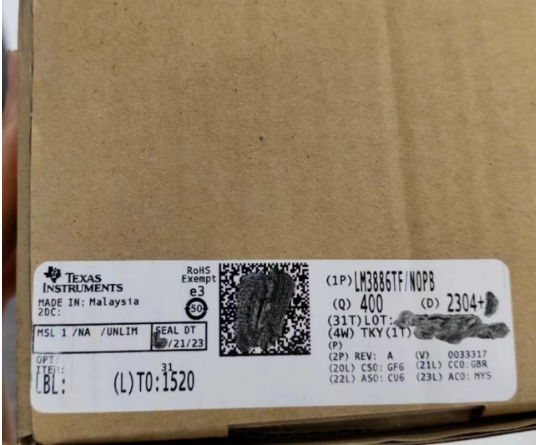 TEXAS
INSTRUMENTS
MADE IN: Malaysia
2DC:
RoHS
Exempt
e3
50
MSL 1 /NA /UNLIM
SEAL DT
/21/23
OPT:
ITEM:
LBL:
31
(L)TO:1520
(1P)LM3886TF/NOPB
(Q) 400 (D) 2304+
(31T)LOT:
(4W) TKY(1T)
(P)
(2P) REV: A (V) 0033317
(20L) CSO: GF6 (21L) CCO:GBR
(22L) ASO: CU6 (23L) ACO: MYS